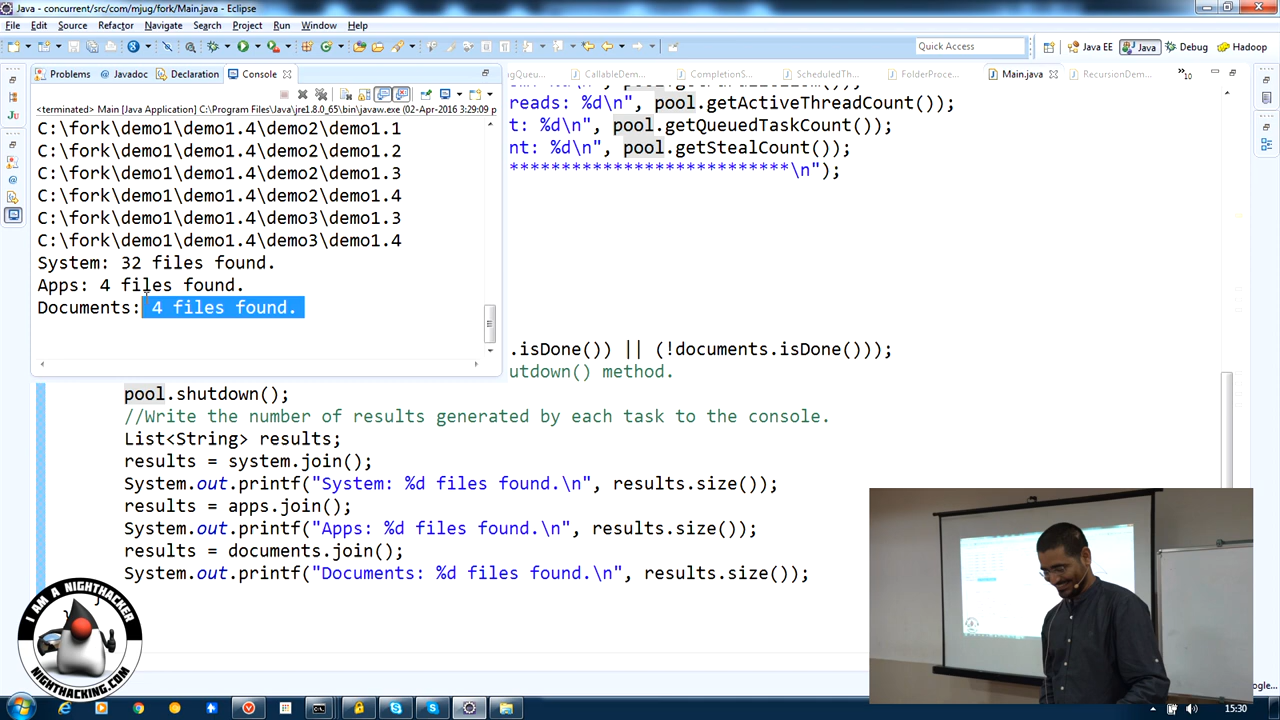 Java - concurrent/src/com/mjug/fork/Main.java - Eclipse
File Edit Source Refactor Navigate Search Project Run Window Help
Quick Access Java EE Java Debug Hadoop
Problems Javadoc Declaration Console
CallableDem... CompletionS... ScheduledTh... FolderProce... Main.java RecursionDem... 10
<terminated> Main [Java Application] C:\Program Files\Java\jre1.8.0_65\bin\javaw.exe (02-Apr-2016 3:29:09
C:\fork\demo1\demo1.4\demo2\demo1.1
C:\fork\demo1\demo1.4\demo2\demo1.2
C:\fork\demo1\demo1.4\demo2\demo1.3
C:\fork\demo1\demo1.4\demo2\demo1.4
C:\fork\demo1\demo1.4\demo3\demo1.3
C:\fork\demo1\demo1.4\demo3\demo1.4
System: 32 files found.
Apps: 4 files found.
Documents: 4 files found.
reads: %d\n", pool.getActiveThreadCount());
t: %d\n", pool.getQueuedTaskCount());
nt: %d\n", pool.getStealCount());
***************************\n");
.isDone()) || (!documents.isDone()));
utdown() method.
pool.shutdown();
//Write the number of results generated by each task to the console.
List<String> results;
results = system.join();
System.out.printf("System: %d files found.\n", results.size());
results = apps.join();
System.out.printf("Apps: %d files found.\n", results.size());
results = documents.join();
System.out.printf("Documents: %d files found.\n", results.size());
I AM A NIGHTHACKER
NIGHTHACKING.COM
15:30